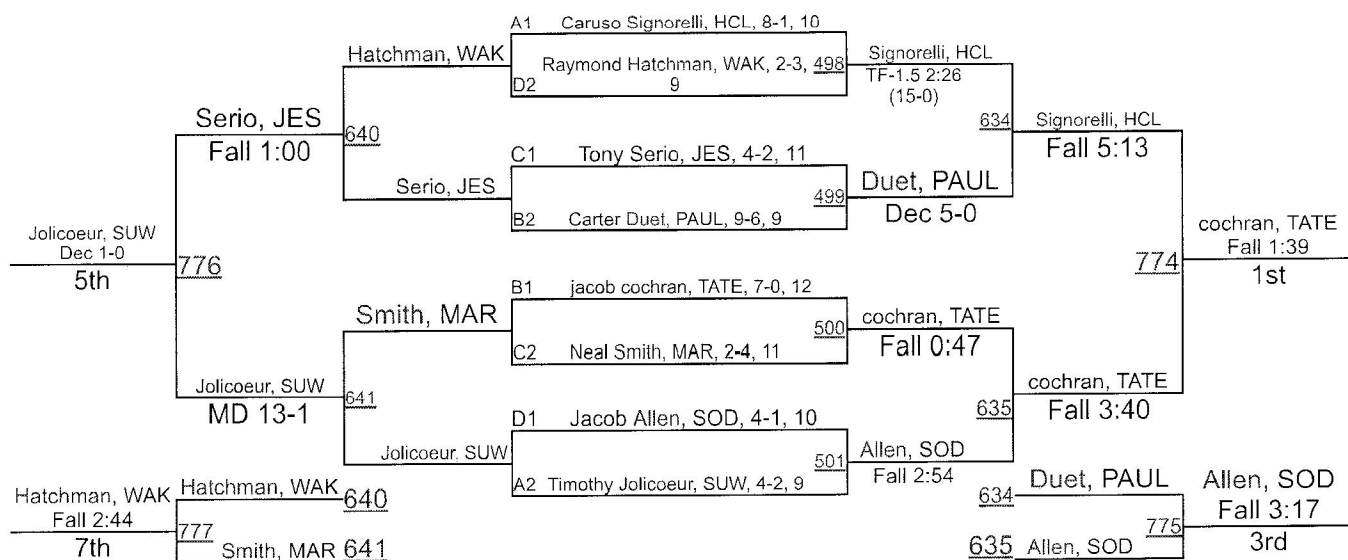 A1 Caruso Signorelli, HCL, 8-1, 10
Hatchman, WAK
Raymond Hatchman, WAK, 2-3, 9
D2
498
Signorelli, HCL
TF-1.5 2:26
(15-0)
Serio, JES
Fall 1:00
640
634
Signorelli, HCL
Fall 5:13
C1 Tony Serio, JES, 4-2, 11
Serio, JES
499
Duet, PAUL
Dec 5-0
B2 Carter Duet, PAUL, 9-6, 9
Jolicoeur, SUW
Dec 1-0
5th
776
774
cochran, TATE
Fall 1:39
1st
B1 jacob cochran, TATE, 7-0, 12
Smith, MAR
500
cochran, TATE
Fall 0:47
C2 Neal Smith, MAR, 2-4, 11
Jolicoeur, SUW
MD 13-1
641
635
cochran, TATE
Fall 3:40
D1 Jacob Allen, SOD, 4-1, 10
Jolicoeur, SUW
501
Allen, SOD
Fall 2:54
A2 Timothy Jolicoeur, SUW, 4-2, 9
Hatchman, WAK
Fall 2:44
7th
Hatchman, WAK 640
777
Smith, MAR 641
634 Duet, PAUL
775
635 Allen, SOD
Allen, SOD
Fall 3:17
3rd